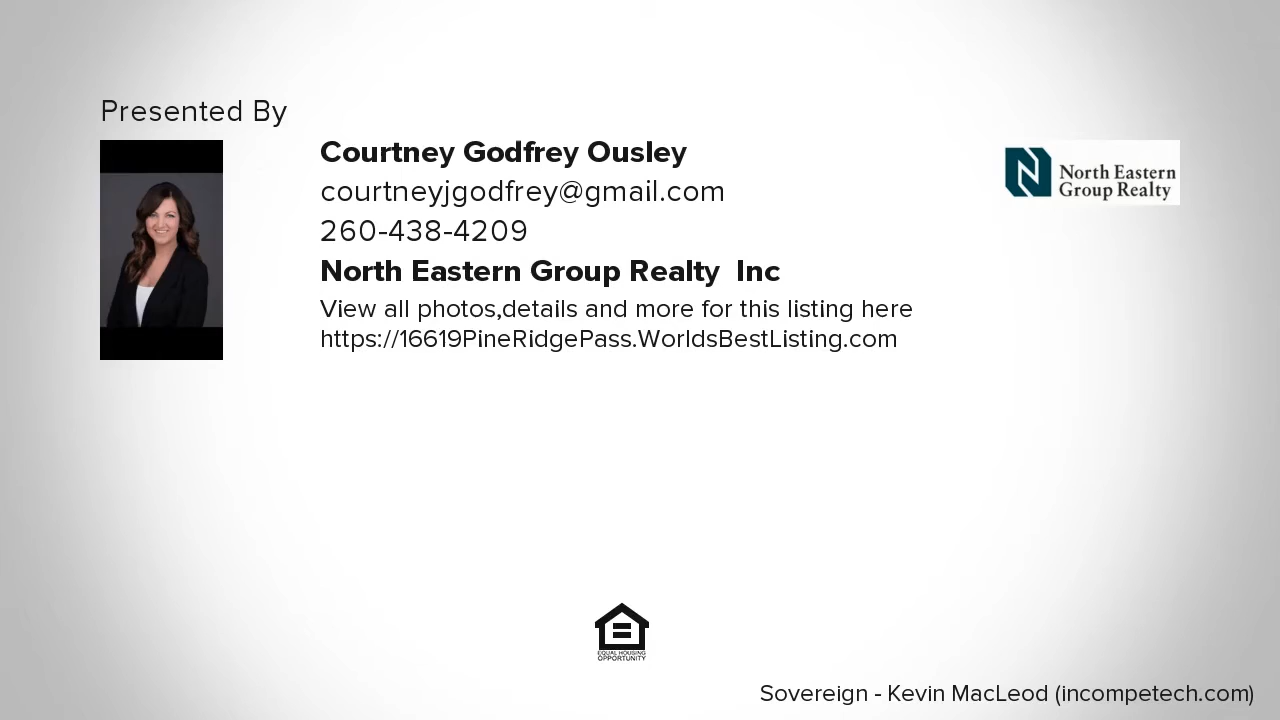 Presented By
Courtney Godfrey Ousley
courtneyjgodfrey@gmail.com
260-438-4209
North Eastern Group Realty  Inc
View all photos,details and more for this listing here
https://16619PineRidgePass.WorldsBestListing.com
North Eastern
Group Realty
EQUAL HOUSING
OPPORTUNITY
Sovereign - Kevin MacLeod (incompetech.com)